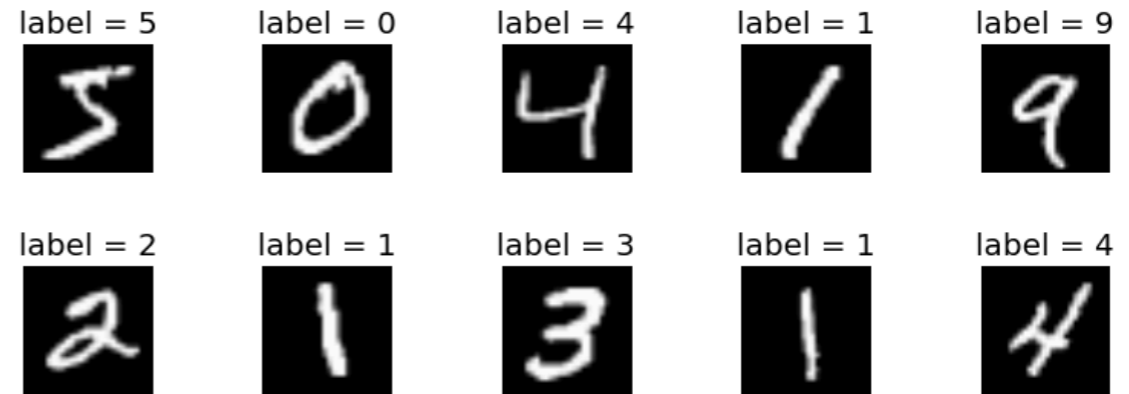 label = 5 label = 0 label = 4 label = 1 label = 9
5 0 4 1 9
label = 2 label = 1 label = 3 label = 1 label = 4
2 1 3 1 4